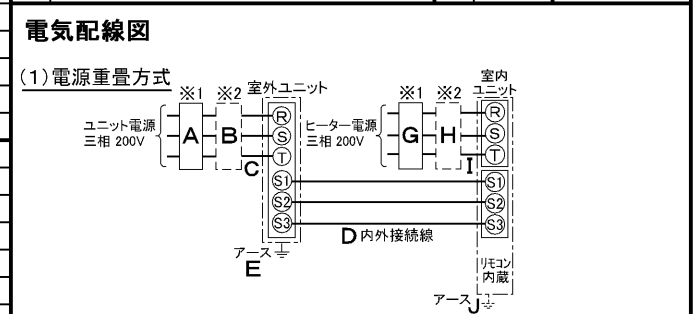 電気配線図
(1)電源重畳方式
※1 ※2 室外ユニット
ユニット電源
三相 200V
A B
R
S
T
C
S1
S2
S3
アース
E
D 内外接続線
※1 ※2 室内
ユニット
ヒーター電源
三相 200V
G H
R
S
T
I
S1
S2
S3
リモコン
内蔵
アース J